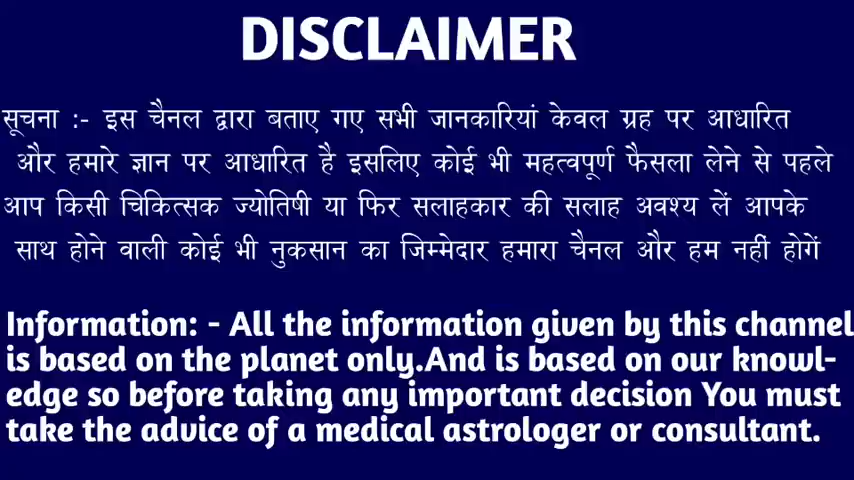 DISCLAIMER
सूचना :- इस चैनल द्वारा बताए गए सभी जानकारियां केवल ग्रह पर आधारित
और हमारे ज्ञान पर आधारित है इसलिए कोई भी महत्वपूर्ण फैसला लेने से पहले
आप किसी चिकित्सक ज्योतिषी या फिर सलाहकार की सलाह अवश्य लें आपके
साथ होने वाली कोई भी नुकसान का जिम्मेदार हमारा चैनल और हम नहीं होगें
Information: - All the information given by this channel
is based on the planet only.And is based on our knowl-
edge so before taking any important decision You must
take the advice of a medical astrologer or consultant.